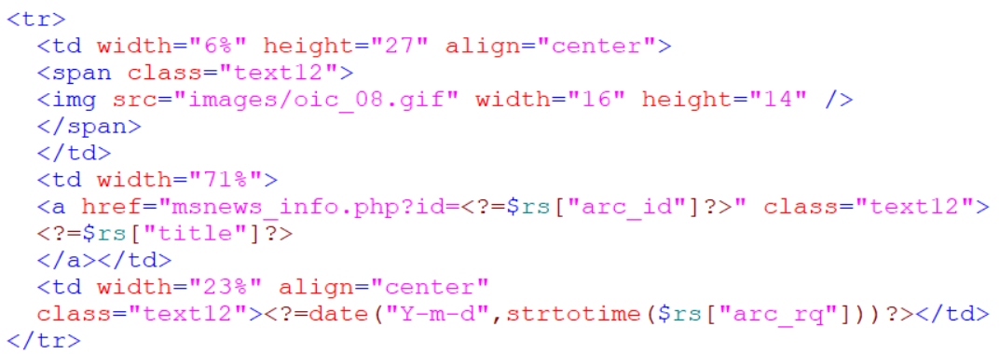 <tr>
  <td width="6%" height="27" align="center">
  <span class="text12">
  <img src="images/oic_08.gif" width="16" height="14" />
  </span>
  </td>
  <td width="71%">
  <a href="msnews_info.php?id=<?=$rs["arc_id"]?>" class="text12">
  <?=$rs["title"]?>
  </a></td>
  <td width="23%" align="center"
  class="text12"><?=date("Y-m-d",strtotime($rs["arc_rq"]))?></td>
</tr>